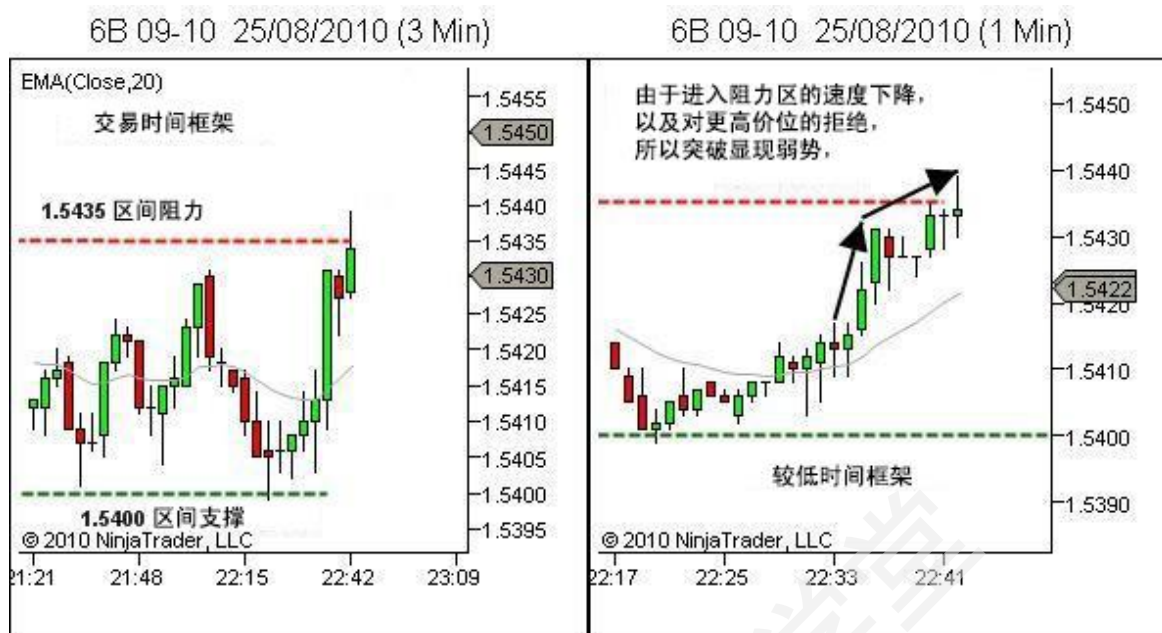 6B 09-10 25/08/2010 (3 Min)
EMA(Close,20)
交易时间框架
1.5435 区间阻力
1.5400 区间支撑
© 2010 NinjaTrader, LLC
1.5455
1.5450
1.5445
1.5440
1.5435
1.5430
1.5425
1.5420
1.5415
1.5410
1.5405
1.5400
1.5395
21:21 21:48 22:15 22:42 23:09
6B 09-10 25/08/2010 (1 Min)
由于进入阻力区的速度下降，
以及对更高价位的拒绝，
所以突破显现弱势，
较低时间框架
© 2010 NinjaTrader, LLC
1.5450
1.5440
1.5430
1.5422
1.5420
1.5410
1.5400
1.5390
22:17 22:25 22:33 22:41
学堂